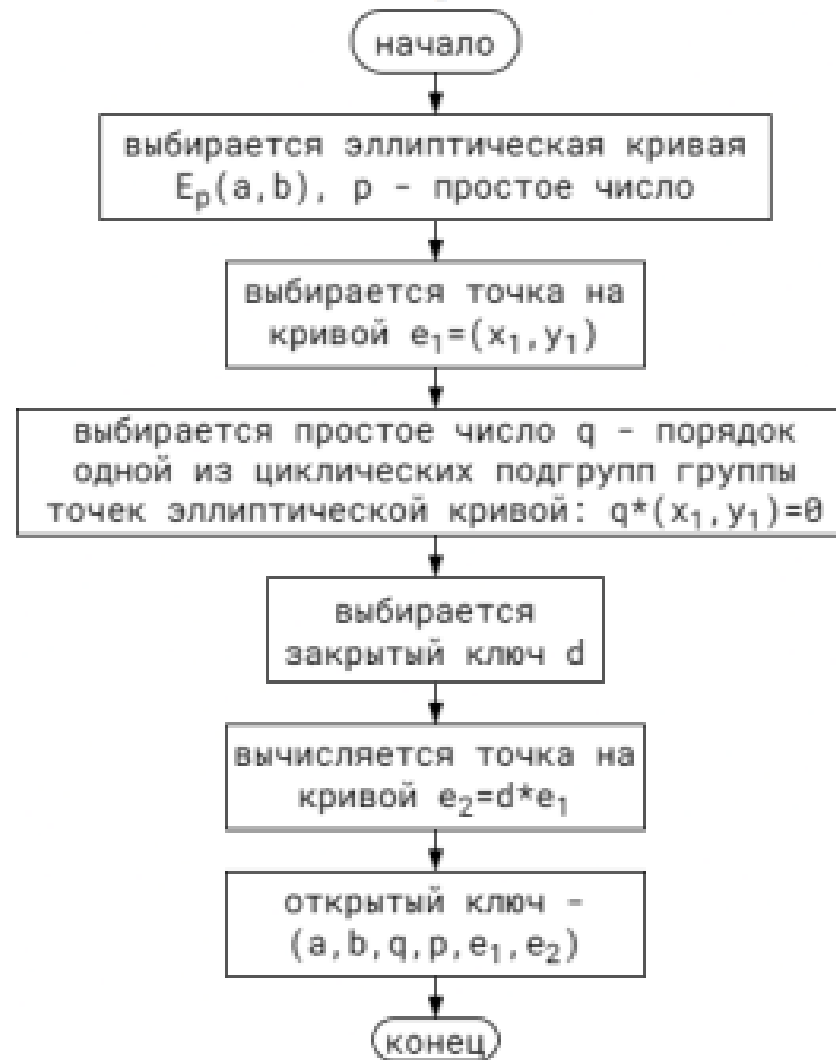 начало
выбирается эллиптическая кривая
Eₚ(a,b), p - простое число
выбирается точка на
кривой e₁=(x₁,y₁)
выбирается простое число q - порядок
одной из циклических подгрупп группы
точек эллиптической кривой: q*(x₁,y₁)=0
выбирается
закрытый ключ d
вычисляется точка на
кривой e₂=d*e₁
открытый ключ -
(a,b,q,p,e₁,e₂)
конец